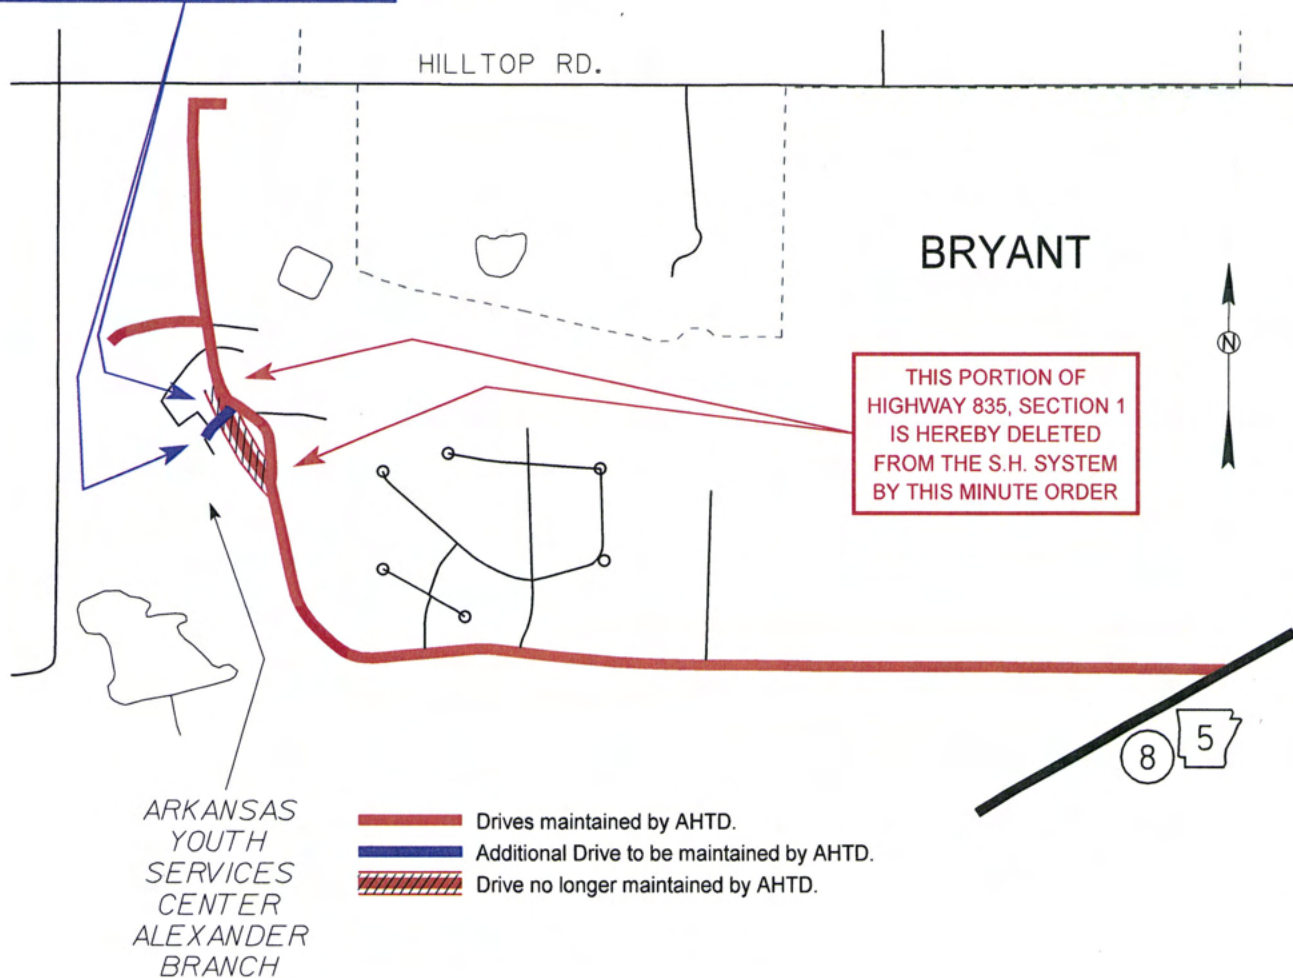 HILLTOP RD.
BRYANT
N
THIS PORTION OF
HIGHWAY 835, SECTION 1
IS HEREBY DELETED
FROM THE S.H. SYSTEM
BY THIS MINUTE ORDER
8
5
ARKANSAS
YOUTH
SERVICES
CENTER
ALEXANDER
BRANCH
Drives maintained by AHTD.
Additional Drive to be maintained by AHTD.
Drive no longer maintained by AHTD.